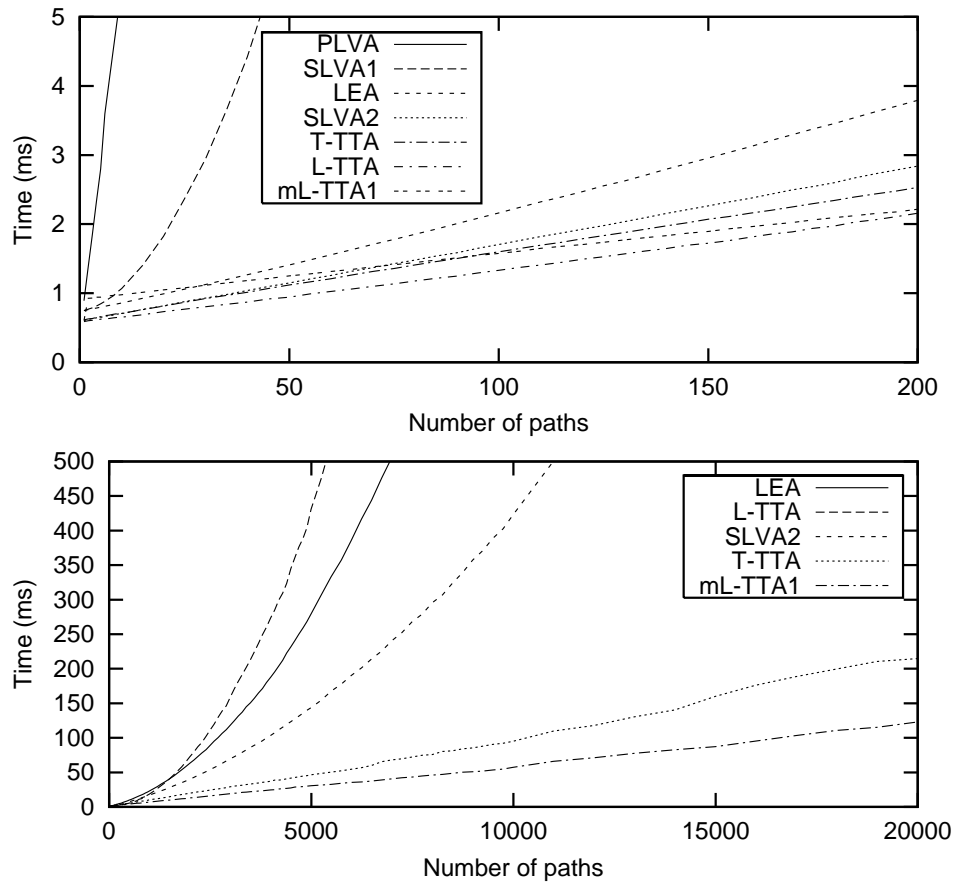 5
4
3
2
1
0
Time (ms)
PLVA
SLVA1
LEA
SLVA2
T-TTA
L-TTA
mL-TTA1
0 50 100 150 200
Number of paths
500
450
400
350
300
250
200
150
100
50
0
Time (ms)
LEA
L-TTA
SLVA2
T-TTA
mL-TTA1
0 5000 10000 15000 20000
Number of paths